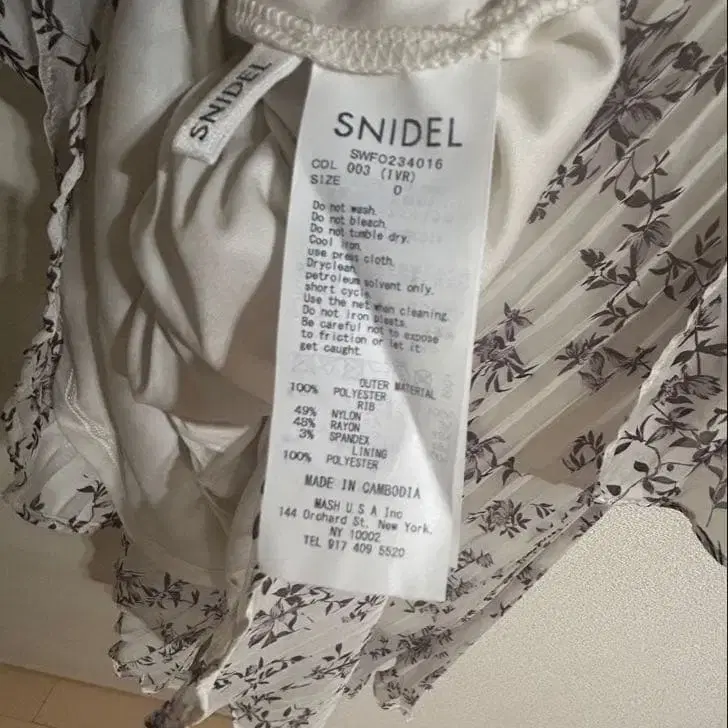 SNIDEL
SNIDEL
SWFO234016
COL 003 (IVR)
SIZE 0
Do not wash.
Do not bleach.
Do not tumble dry.
Cool iron.
use press cloth.
Dryclean.
petroleum solvent only.
short cycle.
Use the net when cleaning.
Do not iron pleats.
Be careful not to expose
to friction or let it
get caught.
OUTER MATERIAL
100% POLYESTER
RIB
49% NYLON
48% RAYON
3% SPANDEX
LINING
100% POLYESTER
MADE IN CAMBODIA
MASH U S A Inc
144 Orchard St. New York,
NY 10002
TEL 917 409 5520